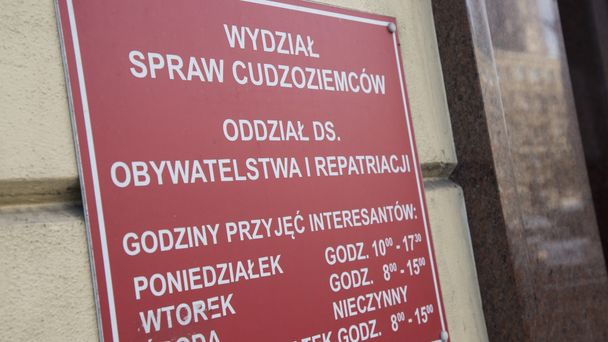 WYDZIAŁ
SPRAW CUDZOZIEMCÓW
ODDZIAŁ DS.
OBYWATELSTWA I REPATRIACJI
GODZINY PRZYJĘĆ INTERESANTÓW:
PONIEDZIAŁEK GODZ. 10⁰⁰ - 17³⁰
WTOREK GODZ. 8⁰⁰ - 15⁰⁰
NIECZYNNY
GODZ. 8⁰⁰ - 15⁰⁰